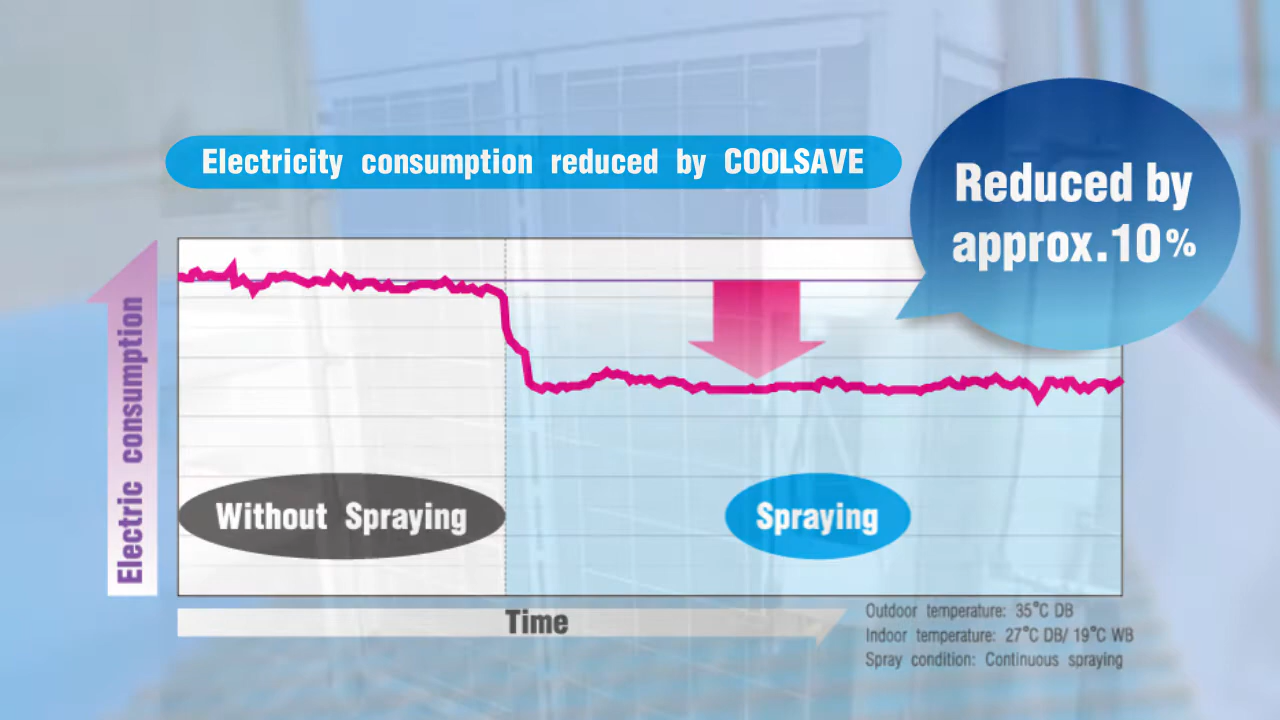 Electricity consumption reduced by COOLSAVE
Reduced by
approx.10%
Electric consumption
Without Spraying
Spraying
Time
Outdoor temperature: 35°C DB
Indoor temperature: 27°C DB/ 19°C WB
Spray condition: Continuous spraying